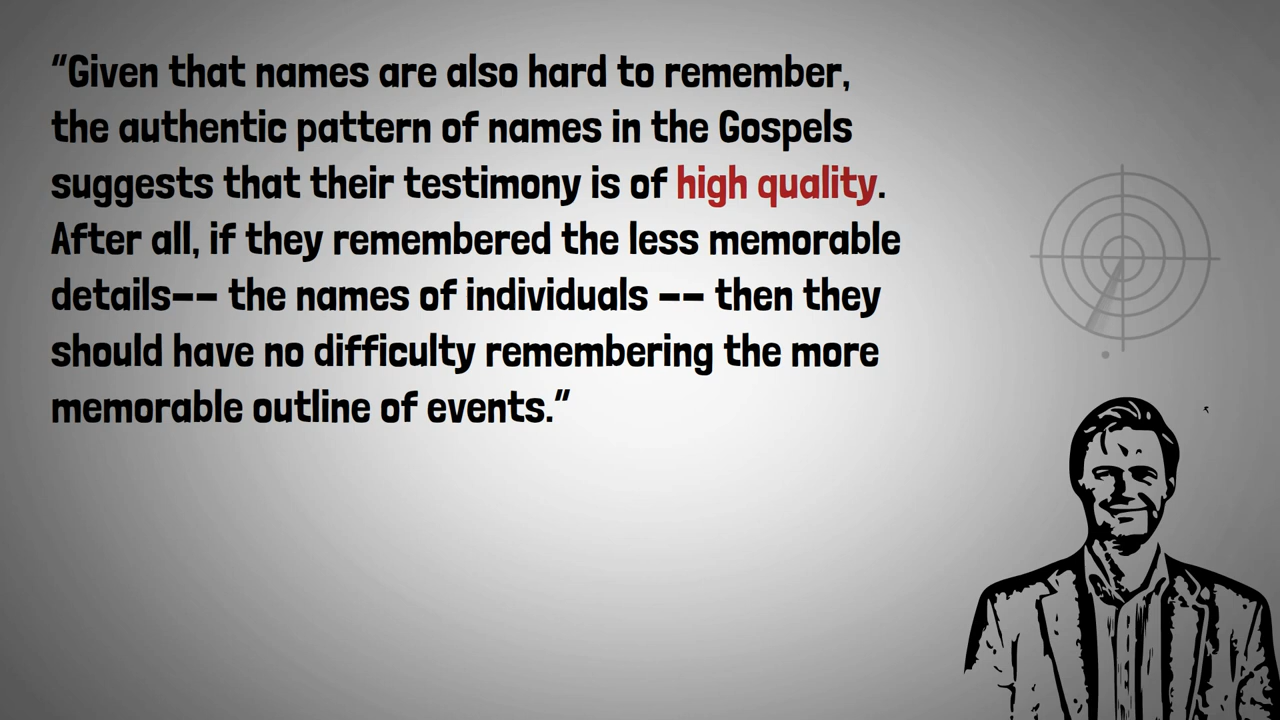 "Given that names are also hard to remember,
the authentic pattern of names in the Gospels
suggests that their testimony is of high quality.
After all, if they remembered the less memorable
details-- the names of individuals -- then they
should have no difficulty remembering the more
memorable outline of events."